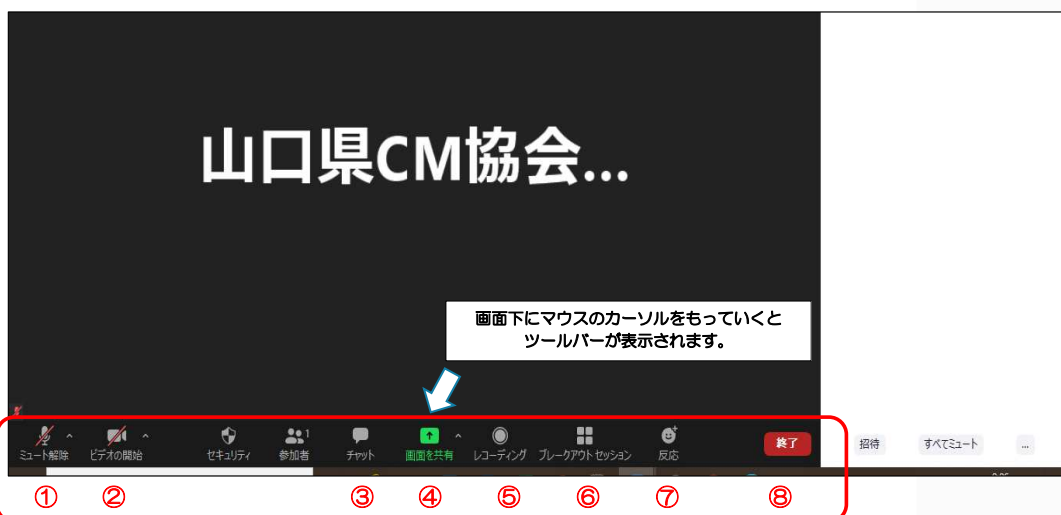 山口県CM協会...
画面下にマウスのカーソルをもっていくと
ツールバーが表示されます。
ミュート解除 ビデオの開始 セキュリティ 参加者 1 チャット 画面を共有 レコーディング ブレークアウト セッション 反応 終了 招待 すべてミュート ...
① ② ③ ④ ⑤ ⑥ ⑦ ⑧